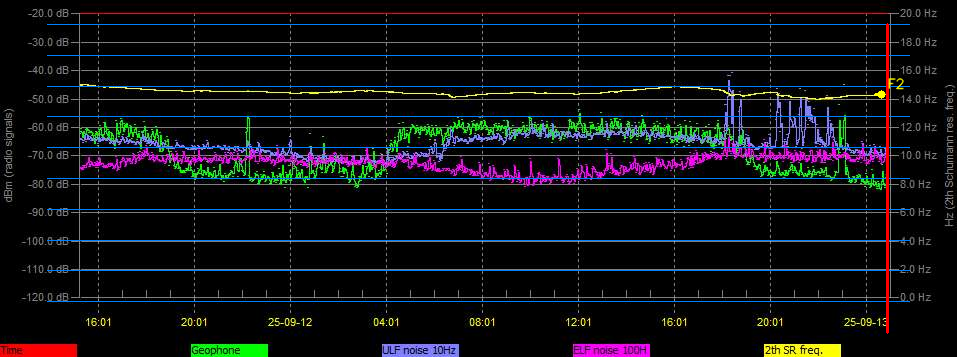 -20.0 dB 20.0 Hz
-30.0 dB 18.0 Hz
-40.0 dB 16.0 Hz
F2
-50.0 dB 14.0 Hz
-60.0 dB 12.0 Hz
-70.0 dB 10.0 Hz
-80.0 dB 8.0 Hz
-90.0 dB 6.0 Hz
-100.0 dB 4.0 Hz
-110.0 dB 2.0 Hz
-120.0 dB 0.0 Hz
dBm (radio signals)
Hz (2th Schumann res. freq.)
16:01 20:01 25-09-12 04:01 08:01 12:01 16:01 20:01 25-09-13
Time Geophone ULF noise 10Hz ELF noise 100H 2th SR freq.